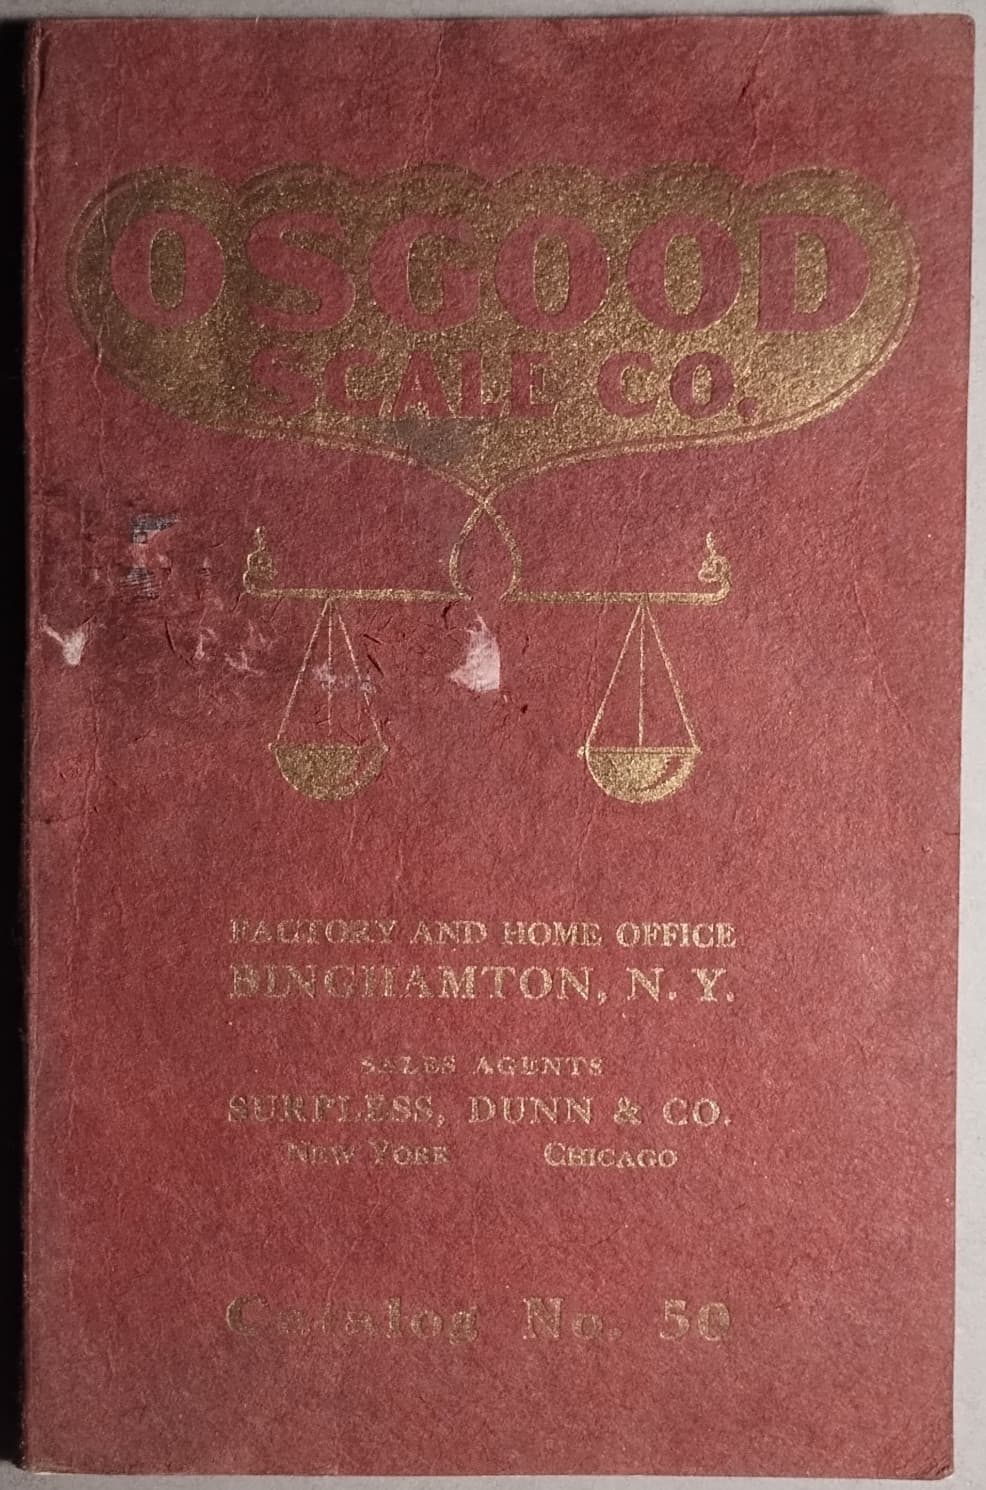 OSGOOD
SCALE CO.
FACTORY AND HOME OFFICE
BINGHAMTON, N. Y.
SALES AGENTS
SURPLESS, DUNN & CO.
NEW YORK CHICAGO
Catalog No. 50